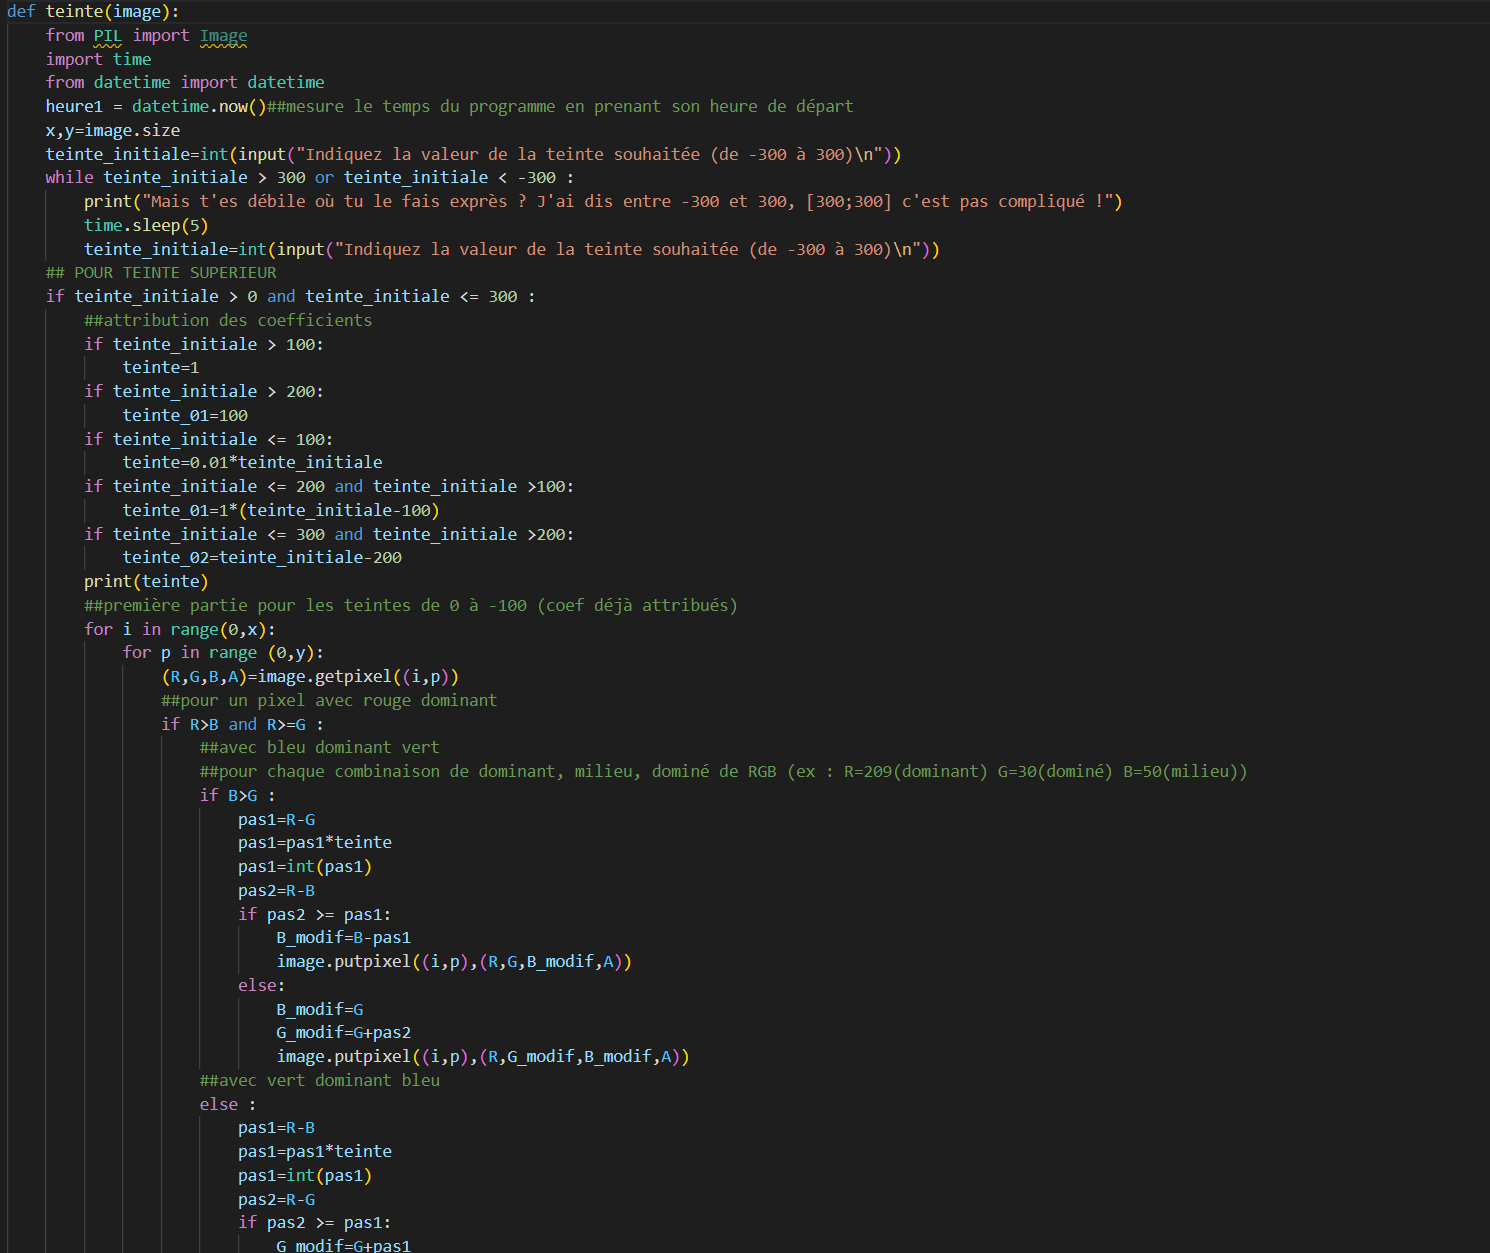 def teinte(image):
    from PIL import Image
    import time
    from datetime import datetime
    heure1 = datetime.now()##mesure le temps du programme en prenant son heure de départ
    x,y=image.size
    teinte_initiale=int(input("Indiquez la valeur de la teinte souhaitée (de -300 à 300)\n"))
    while teinte_initiale > 300 or teinte_initiale < -300 :
        print("Mais t'es débile où tu le fais exprès ? J'ai dis entre -300 et 300, [300;300] c'est pas compliqué !")
        time.sleep(5)
        teinte_initiale=int(input("Indiquez la valeur de la teinte souhaitée (de -300 à 300)\n"))
    ## POUR TEINTE SUPERIEUR
    if teinte_initiale > 0 and teinte_initiale <= 300 :
        ##attribution des coefficients
        if teinte_initiale > 100:
            teinte=1
        if teinte_initiale > 200:
            teinte_01=100
        if teinte_initiale <= 100:
            teinte=0.01*teinte_initiale
        if teinte_initiale <= 200 and teinte_initiale >100:
            teinte_01=1*(teinte_initiale-100)
        if teinte_initiale <= 300 and teinte_initiale >200:
            teinte_02=teinte_initiale-200
        print(teinte)
        ##première partie pour les teintes de 0 à -100 (coef déjà attribués)
        for i in range(0,x):
            for p in range (0,y):
                (R,G,B,A)=image.getpixel((i,p))
                ##pour un pixel avec rouge dominant
                if R>B and R>=G :
                    ##avec bleu dominant vert
                    ##pour chaque combinaison de dominant, milieu, dominé de RGB (ex : R=209(dominant) G=30(dominé) B=50(milieu))
                    if B>G :
                        pas1=R-G
                        pas1=pas1*teinte
                        pas1=int(pas1)
                        pas2=R-B
                        if pas2 >= pas1:
                            B_modif=B-pas1
                            image.putpixel((i,p),(R,G,B_modif,A))
                        else:
                            B_modif=G
                            G_modif=G+pas2
                            image.putpixel((i,p),(R,G_modif,B_modif,A))
                    ##avec vert dominant bleu
                    else :
                        pas1=R-B
                        pas1=pas1*teinte
                        pas1=int(pas1)
                        pas2=R-G
                        if pas2 >= pas1:
                            G_modif=G+pas1